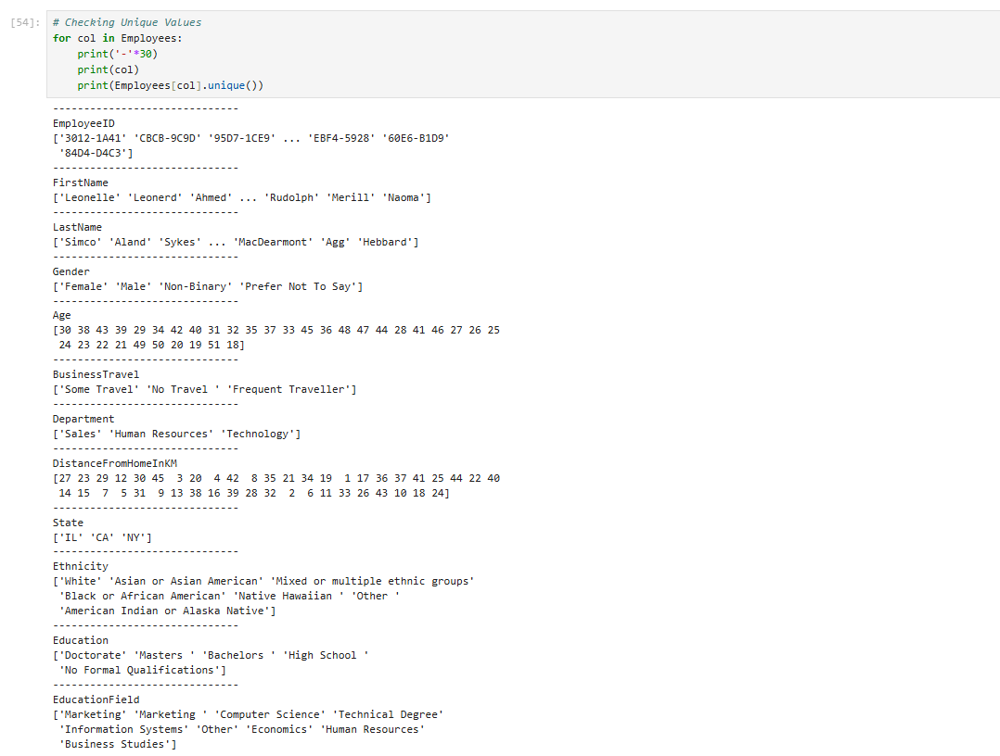 [54]: # Checking Unique Values
for col in Employees:
    print('-'*30)
    print(col)
    print(Employees[col].unique())
------------------------------
EmployeeID
['3012-1A41' 'CBCB-9C9D' '95D7-1CE9' ... 'EBF4-5928' '60E6-B1D9'
 '84D4-D4C3']
------------------------------
FirstName
['Leonelle' 'Leonerd' 'Ahmed' ... 'Rudolph' 'Merill' 'Naoma']
------------------------------
LastName
['Simco' 'Aland' 'Sykes' ... 'MacDearmont' 'Agg' 'Hebbard']
------------------------------
Gender
['Female' 'Male' 'Non-Binary' 'Prefer Not To Say']
------------------------------
Age
[30 38 43 39 29 34 42 40 31 32 35 37 33 45 36 48 47 44 28 41 46 27 26 25
 24 23 22 21 49 50 20 19 51 18]
------------------------------
BusinessTravel
['Some Travel' 'No Travel ' 'Frequent Traveller']
------------------------------
Department
['Sales' 'Human Resources' 'Technology']
------------------------------
DistanceFromHomeInKM
[27 23 29 12 30 45  3 20  4 42  8 35 21 34 19  1 17 36 37 41 25 44 22 40
 14 15  7  5 31  9 13 38 16 39 28 32  2  6 11 33 26 43 10 18 24]
------------------------------
State
['IL' 'CA' 'NY']
------------------------------
Ethnicity
['White' 'Asian or Asian American' 'Mixed or multiple ethnic groups'
 'Black or African American' 'Native Hawaiian ' 'Other '
 'American Indian or Alaska Native']
------------------------------
Education
['Doctorate' 'Masters ' 'Bachelors ' 'High School '
 'No Formal Qualifications']
------------------------------
EducationField
['Marketing' 'Marketing ' 'Computer Science' 'Technical Degree'
 'Information Systems' 'Other' 'Economics' 'Human Resources'
 'Business Studies']